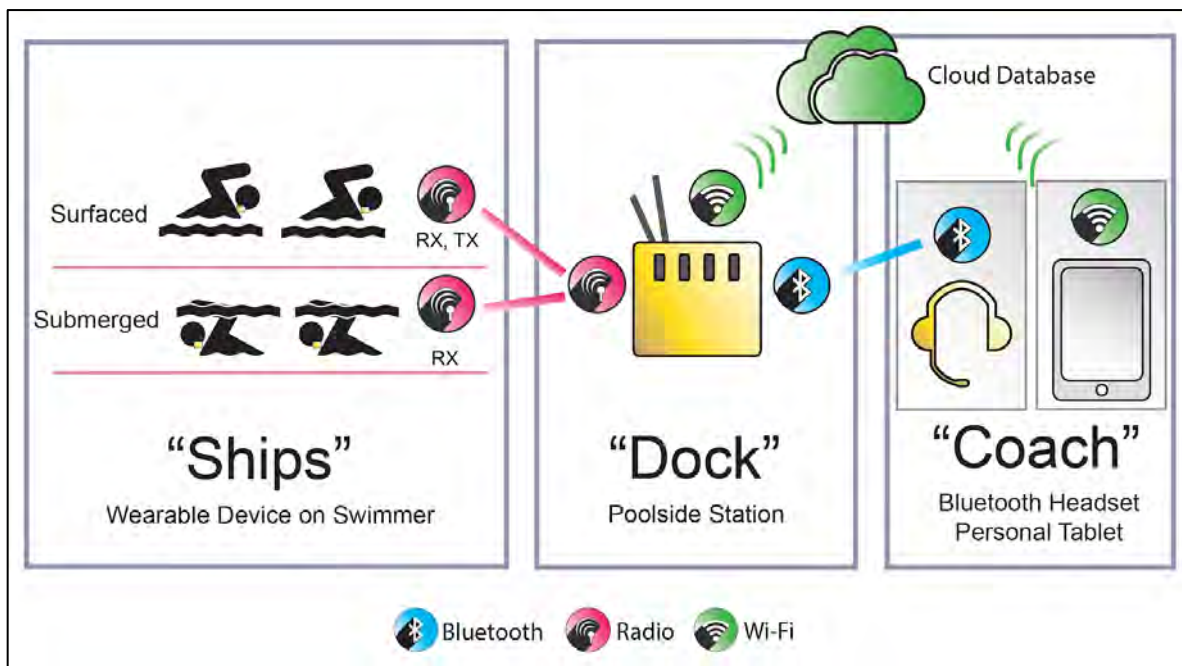 Cloud Database
Surfaced
RX, TX
Submerged
RX
“Ships”
Wearable Device on Swimmer
“Dock”
Poolside Station
“Coach”
Bluetooth Headset
Personal Tablet
Bluetooth
Radio
Wi-Fi